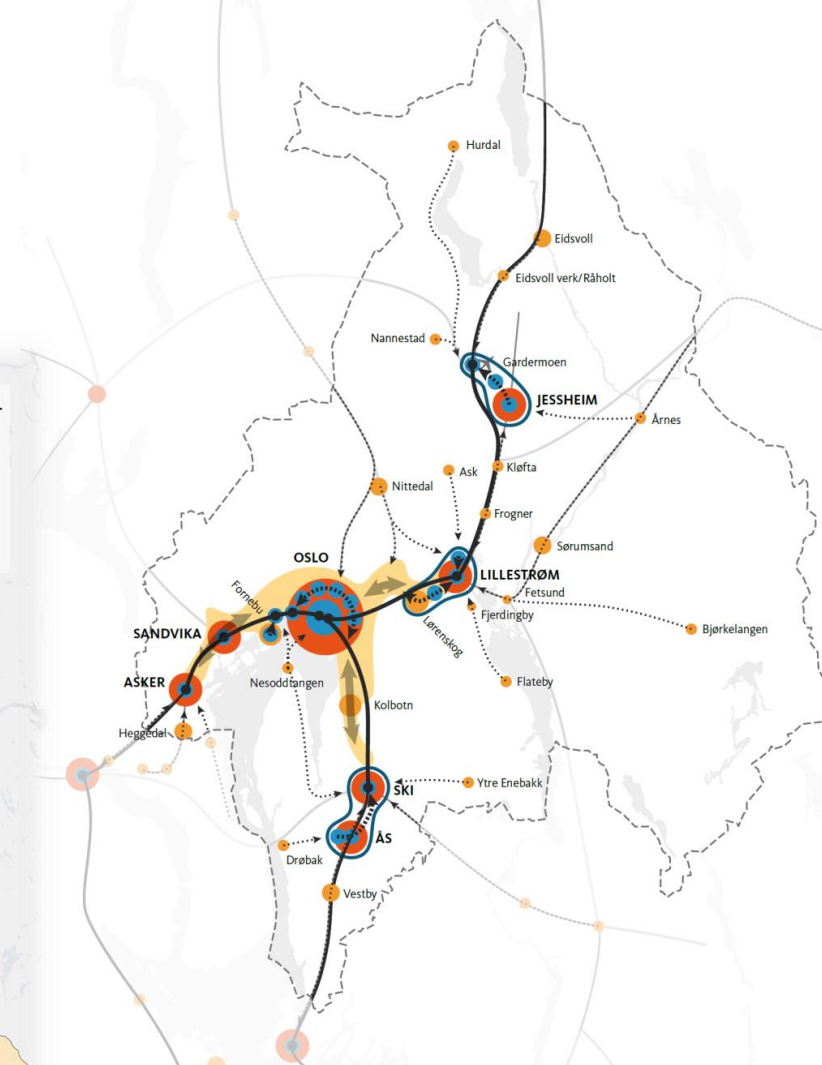 Hurdal
Eidsvoll
Eidsvoll verk/Råholt
Nannestad
Gardermoen
JESSHEIM
Årnes
Ask
Kløfta
Nittedal
Frogner
Sørumsand
OSLO
LILLESTRØM
Fetsund
Fornebu
Fjerdingby
Lørenskog
Bjørkelangen
SANDVIKA
ASKER
Nesoddtangen
Flateby
Kolbotn
Heggedal
Ytre Enebakk
SKI
ÅS
Drøbak
Vestby